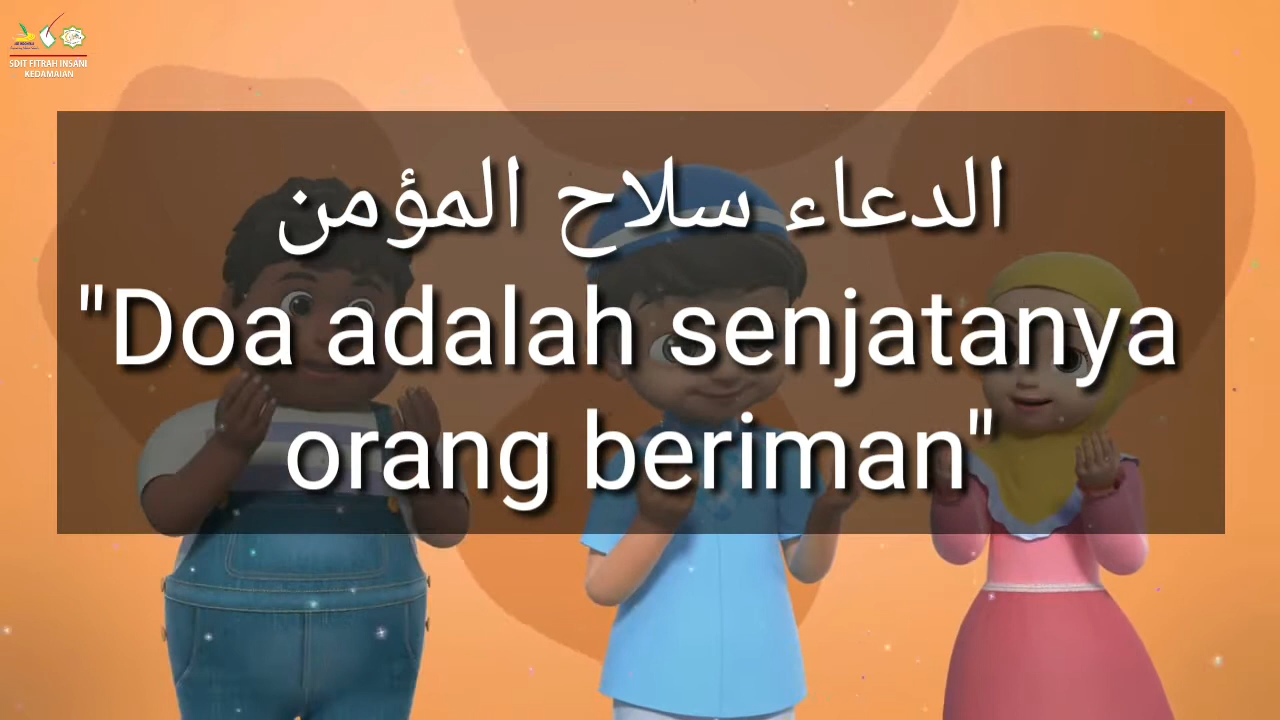 SDIT FITRAH INSANI
KEDAMAIAN
الدعاء سلاح المؤمن
"Doa adalah senjatanya
orang beriman"